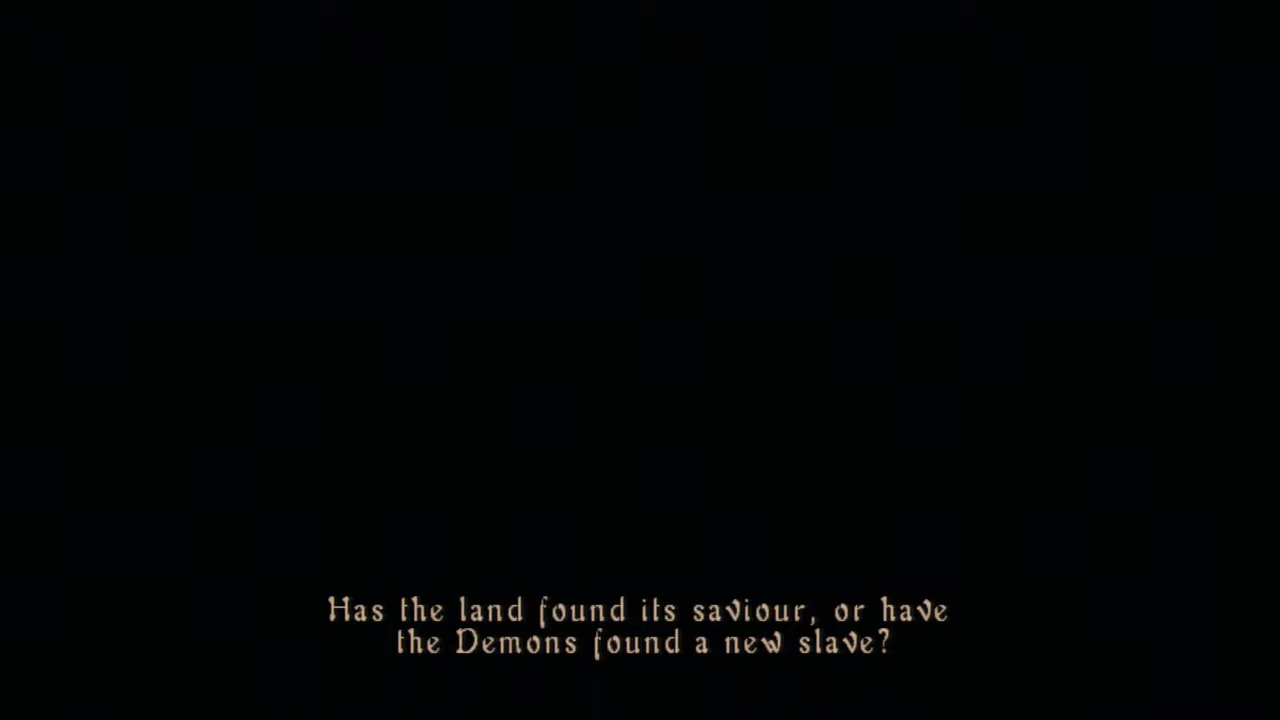 Has the land found its saviour, or have
the Demons found a new slave?